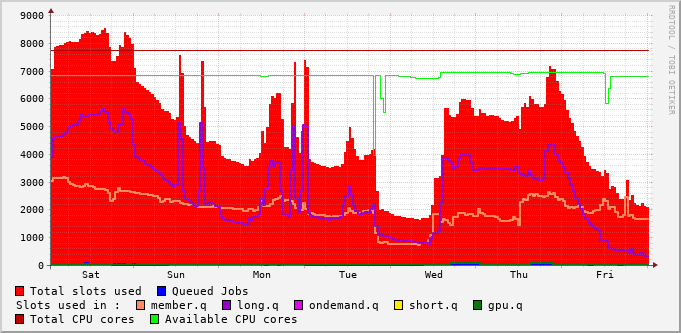 9000
8000
7000
6000
5000
4000
3000
2000
1000
0
Sat Sun Mon Tue Wed Thu Fri
RRDTOOL / TOBI OETIKER
Total slots used Queued Jobs
Slots used in : member.q long.q ondemand.q short.q gpu.q
Total CPU cores Available CPU cores